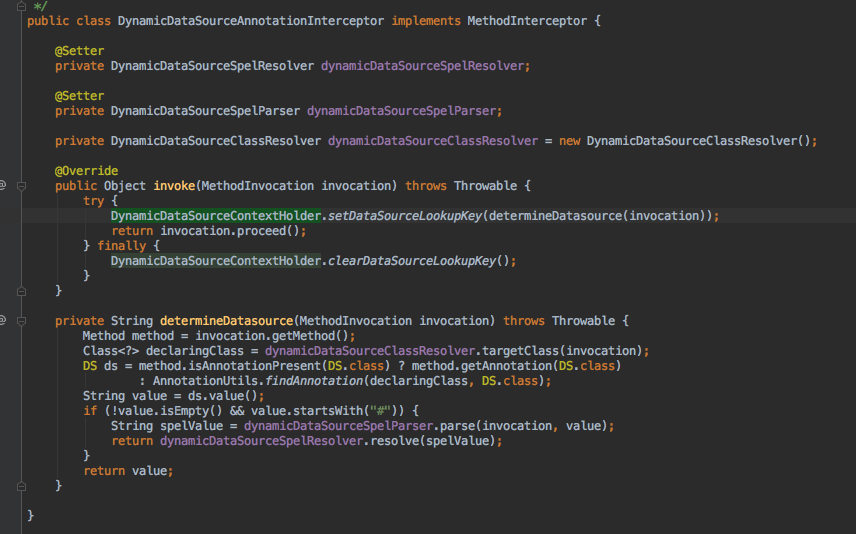 */
public class DynamicDataSourceAnnotationInterceptor implements MethodInterceptor {
@Setter
private DynamicDataSourceSpelResolver dynamicDataSourceSpelResolver;
@Setter
private DynamicDataSourceSpelParser dynamicDataSourceSpelParser;
private DynamicDataSourceClassResolver dynamicDataSourceClassResolver = new DynamicDataSourceClassResolver();
@Override
public Object invoke(MethodInvocation invocation) throws Throwable {
try {
DynamicDataSourceContextHolder.setDataSourceLookupKey(determineDatasource(invocation));
return invocation.proceed();
} finally {
DynamicDataSourceContextHolder.clearDataSourceLookupKey();
}
}
private String determineDatasource(MethodInvocation invocation) throws Throwable {
Method method = invocation.getMethod();
Class<?> declaringClass = dynamicDataSourceClassResolver.targetClass(invocation);
DS ds = method.isAnnotationPresent(DS.class) ? method.getAnnotation(DS.class)
: AnnotationUtils.findAnnotation(declaringClass, DS.class);
String value = ds.value();
if (!value.isEmpty() && value.startsWith("#")) {
String spelValue = dynamicDataSourceSpelParser.parse(invocation, value);
return dynamicDataSourceSpelResolver.resolve(spelValue);
}
return value;
}
}